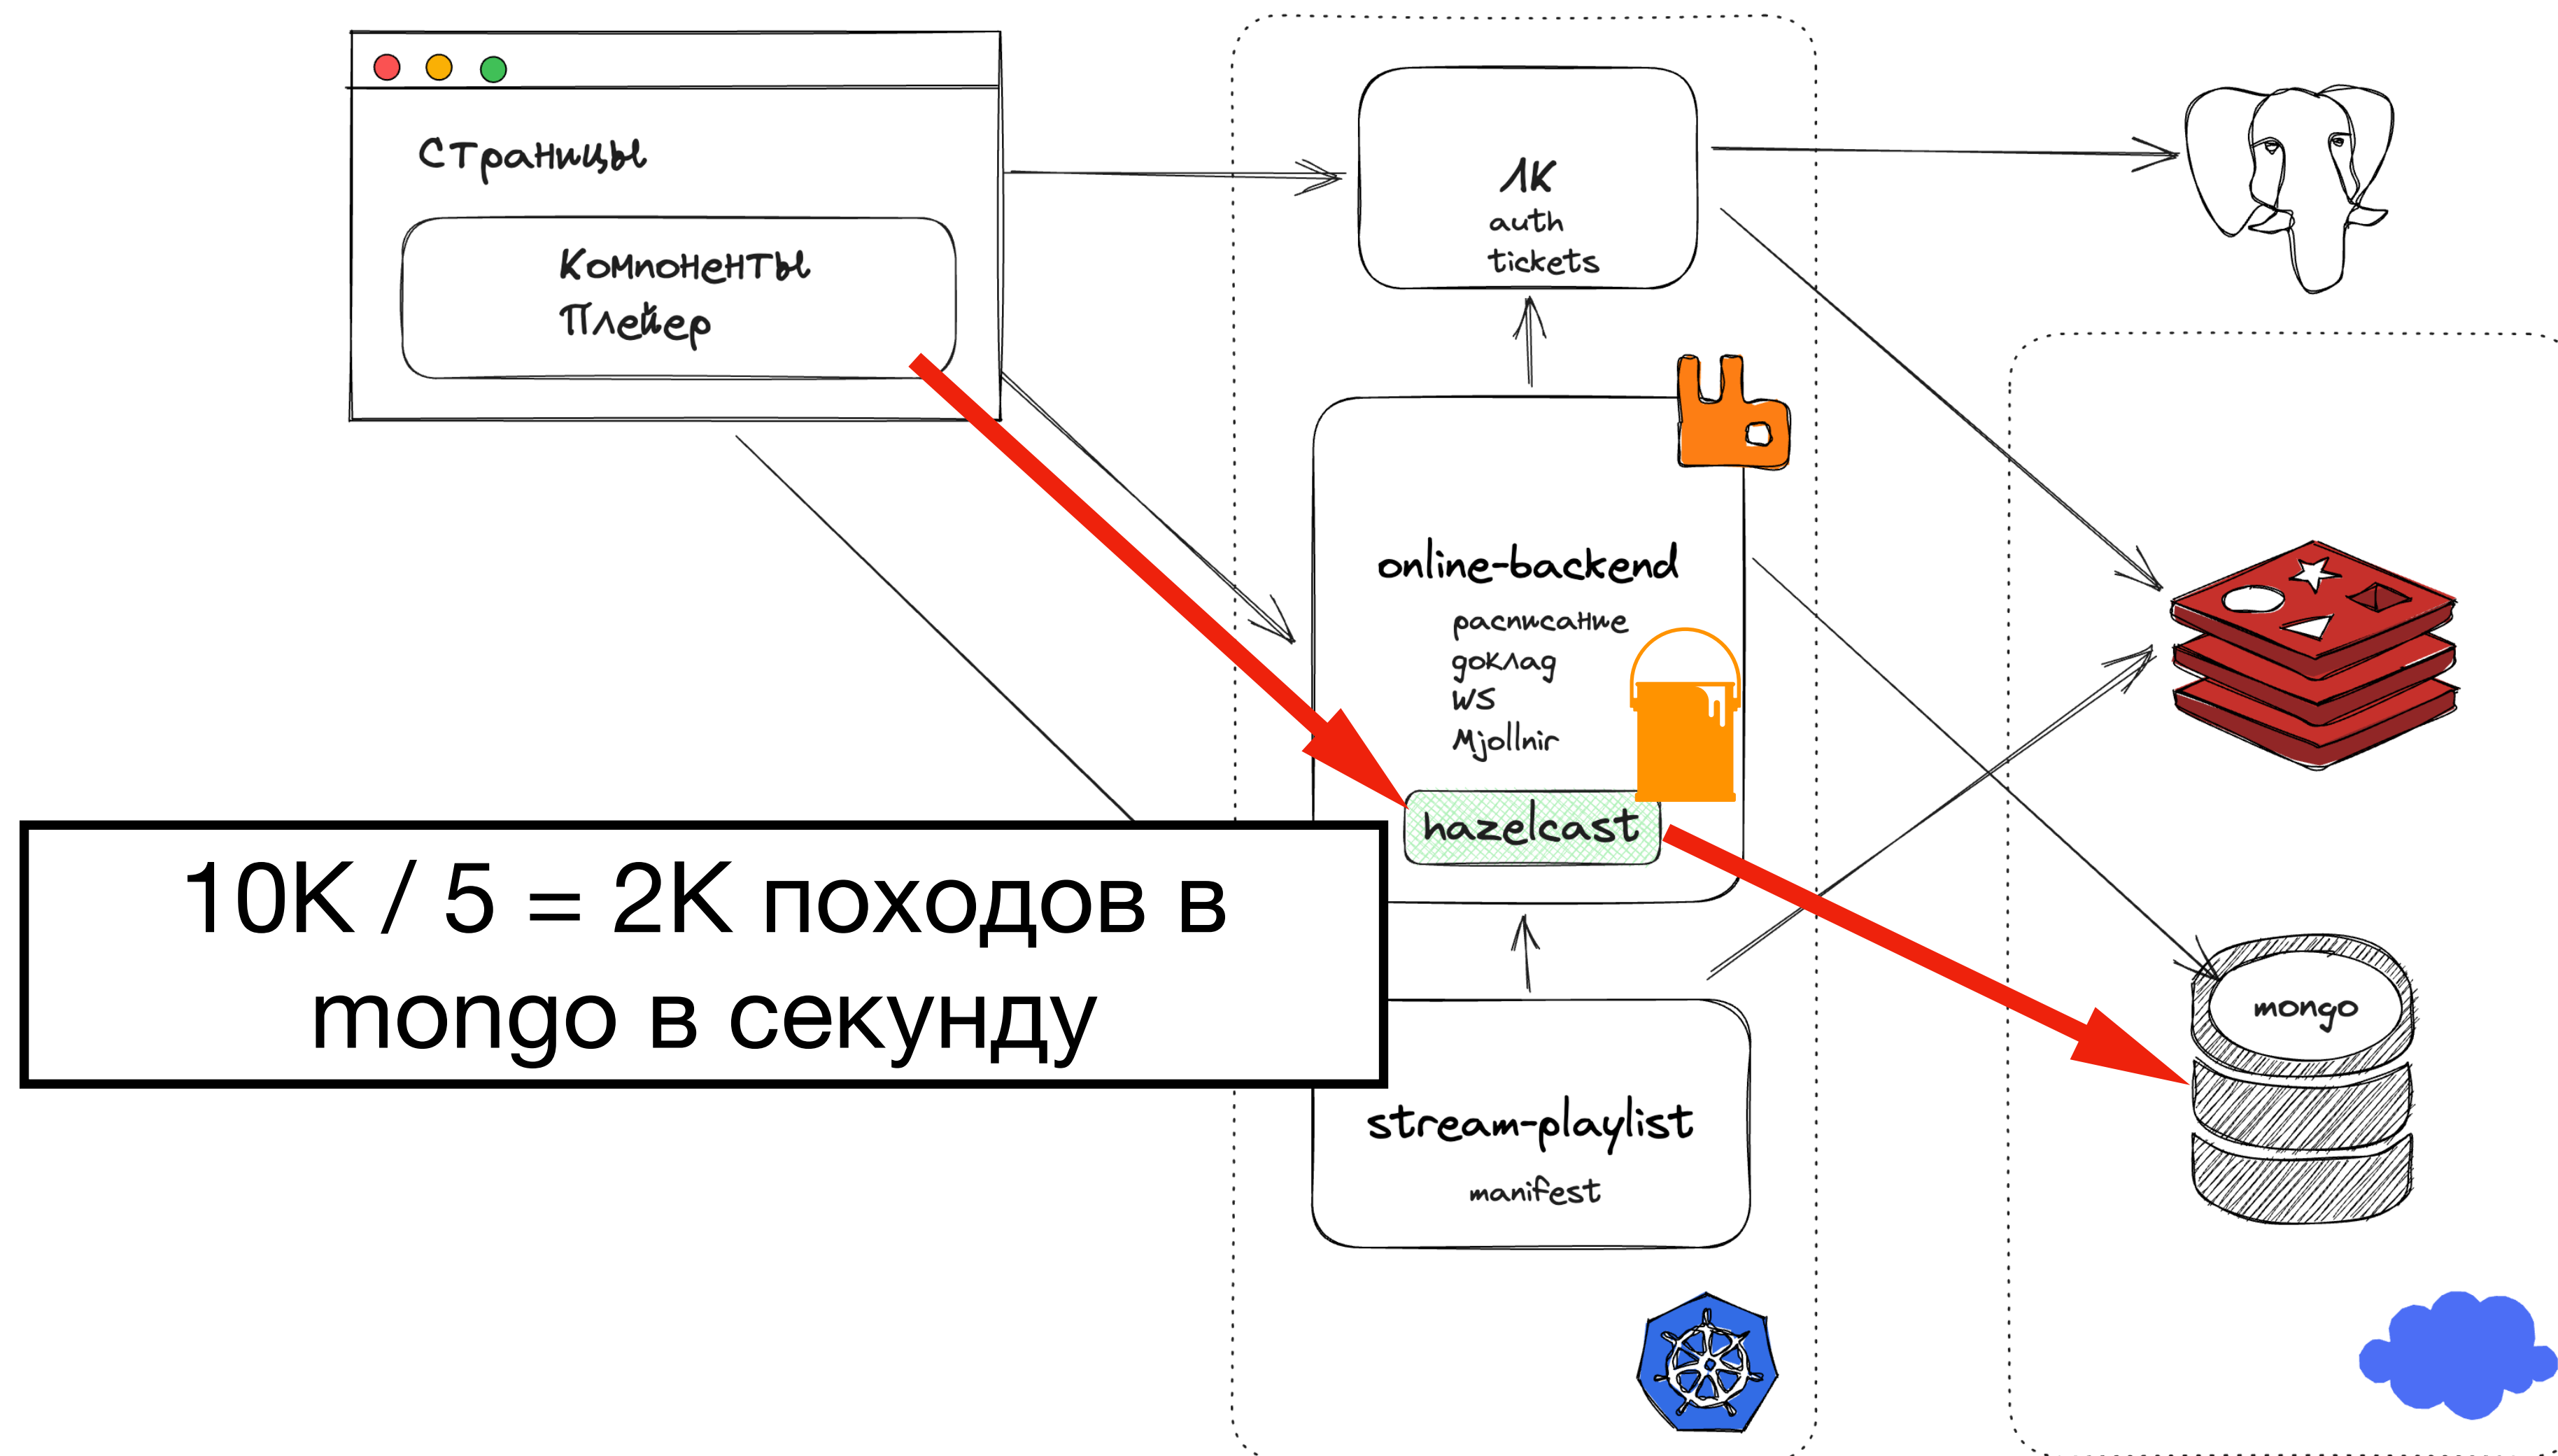 Страницы
Компоненты
Плейер
ЛК
auth
tickets
online-backend
расписание
доклад
WS
Mjollnir
hazelcast
10K / 5 = 2K походов в
mongo в секунду
stream-playlist
manifest
mongo